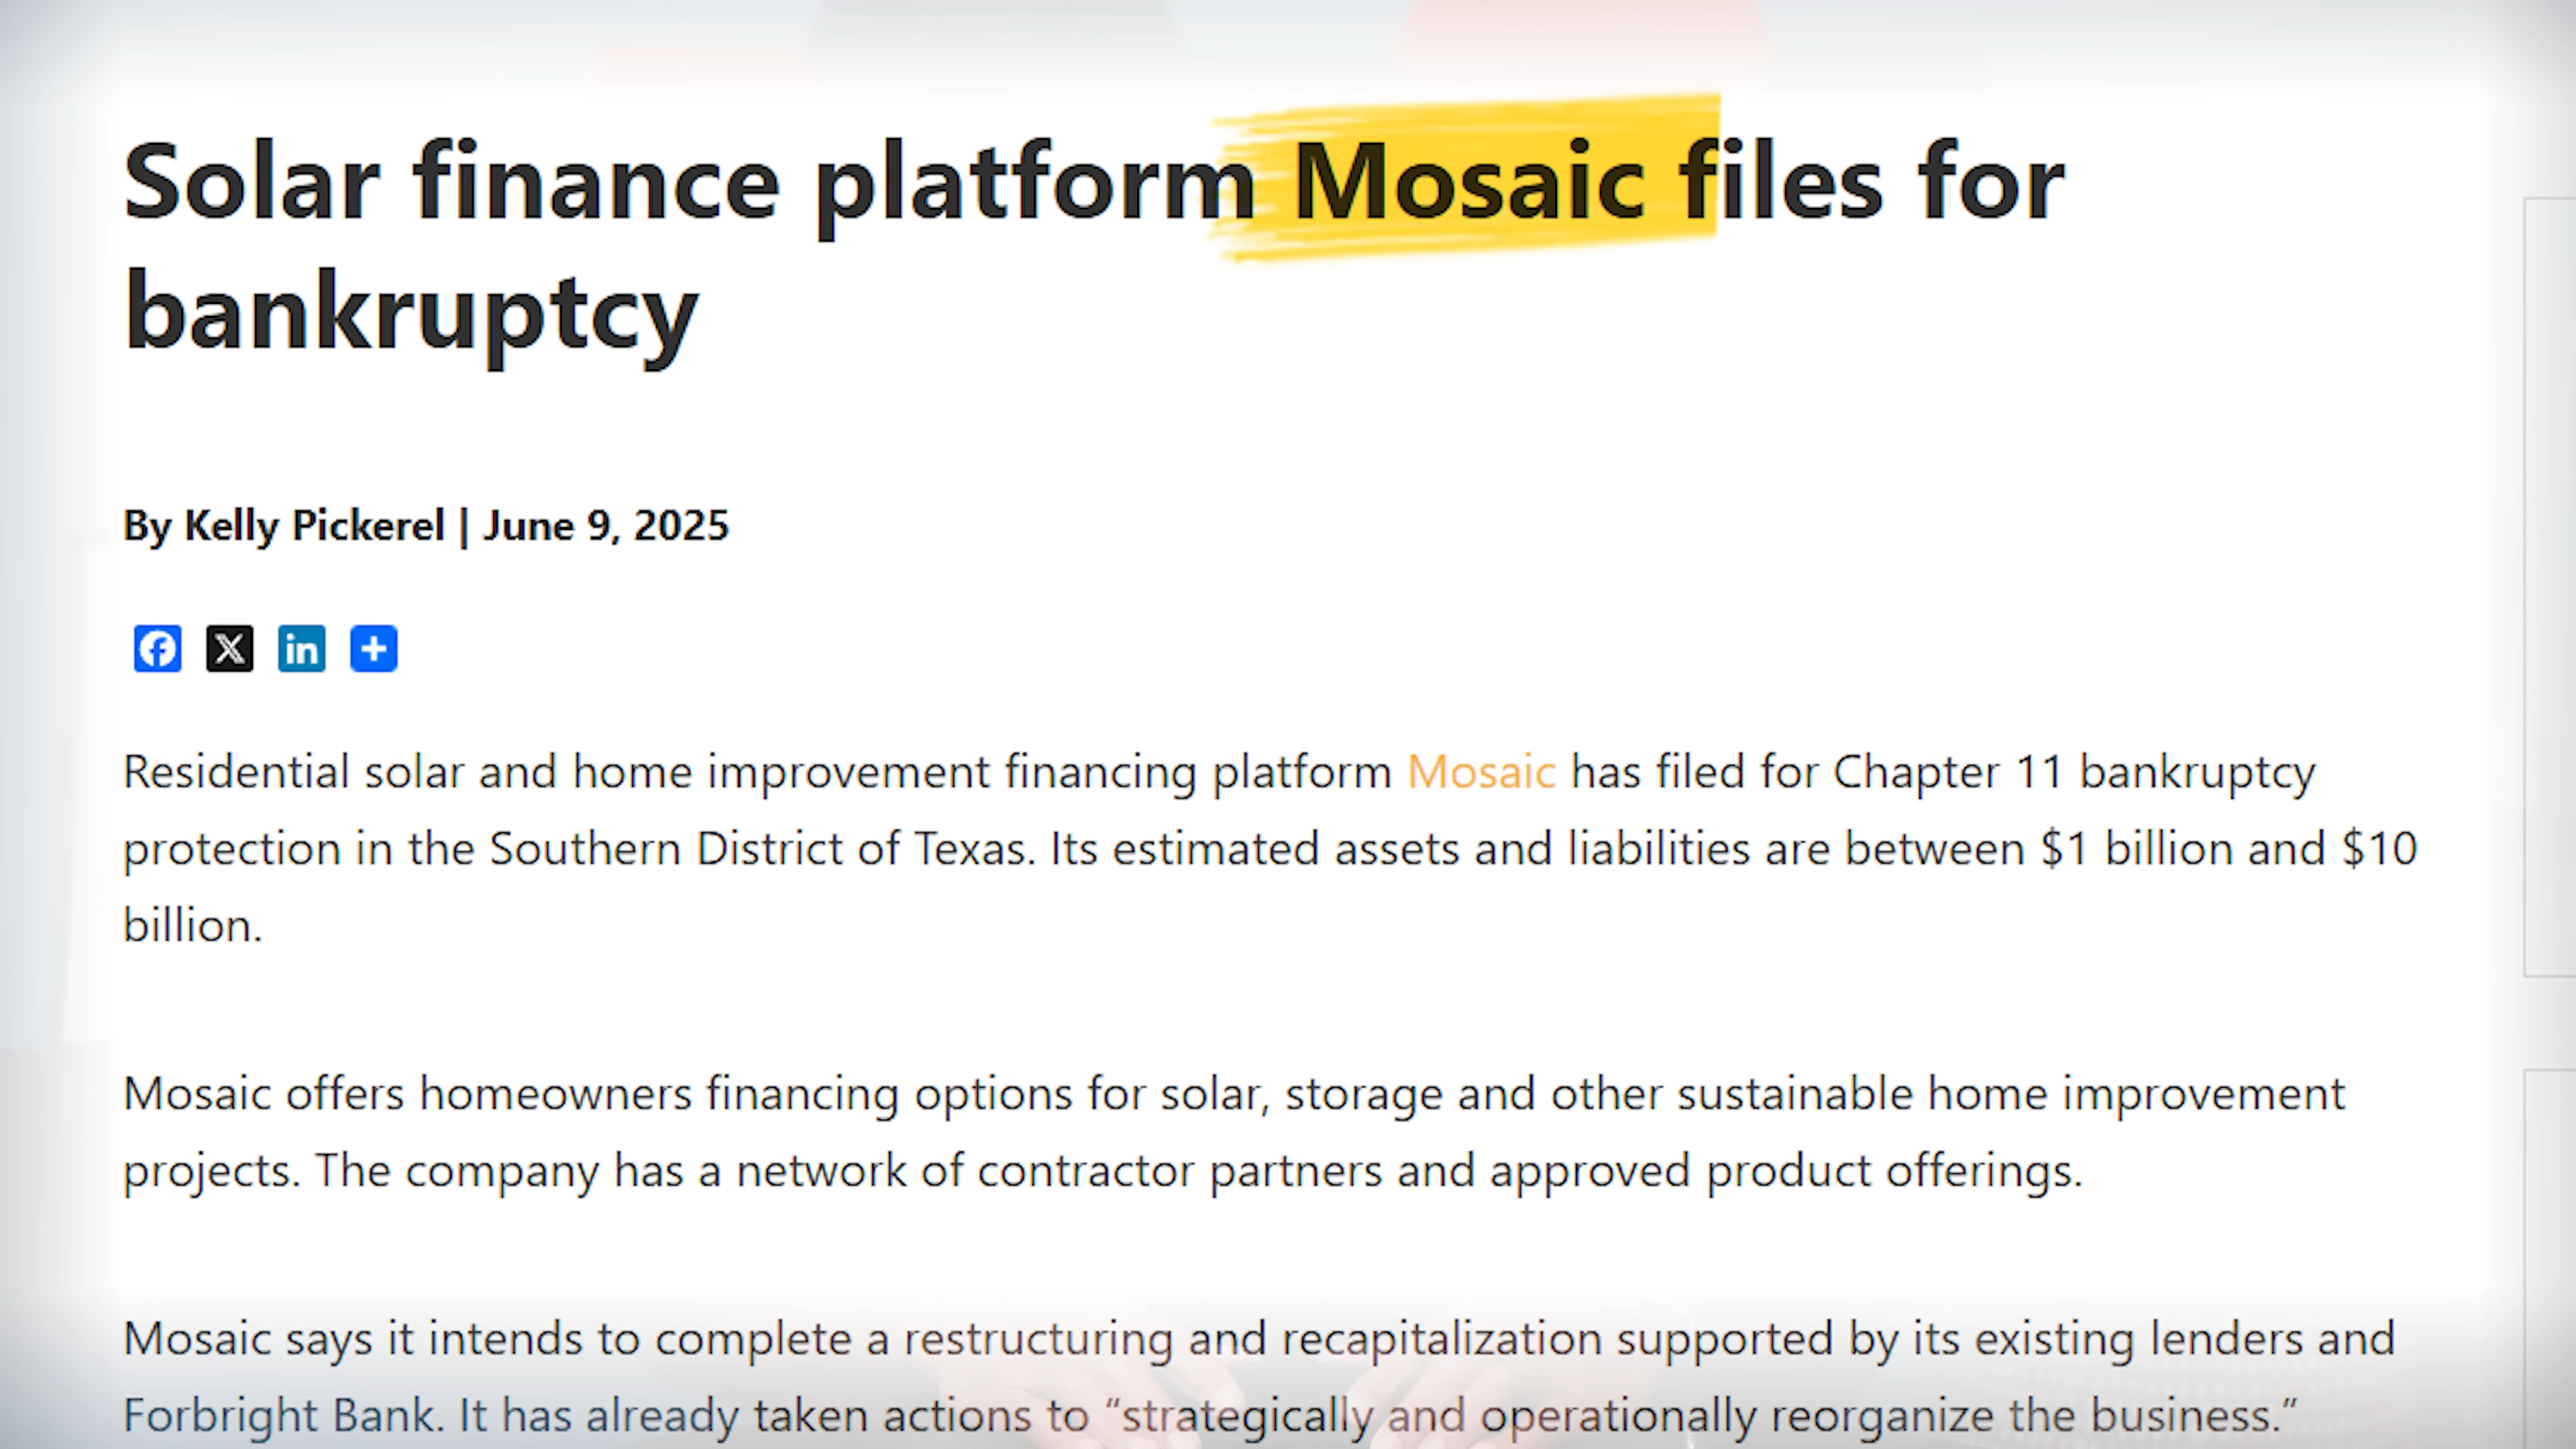 Solar finance platform Mosaic files for
bankruptcy
By Kelly Pickerel | June 9, 2025
Residential solar and home improvement financing platform Mosaic has filed for Chapter 11 bankruptcy
protection in the Southern District of Texas. Its estimated assets and liabilities are between $1 billion and $10
billion.
Mosaic offers homeowners financing options for solar, storage and other sustainable home improvement
projects. The company has a network of contractor partners and approved product offerings.
Mosaic says it intends to complete a restructuring and recapitalization supported by its existing lenders and
Forbright Bank. It has already taken actions to “strategically and operationally reorganize the business.”